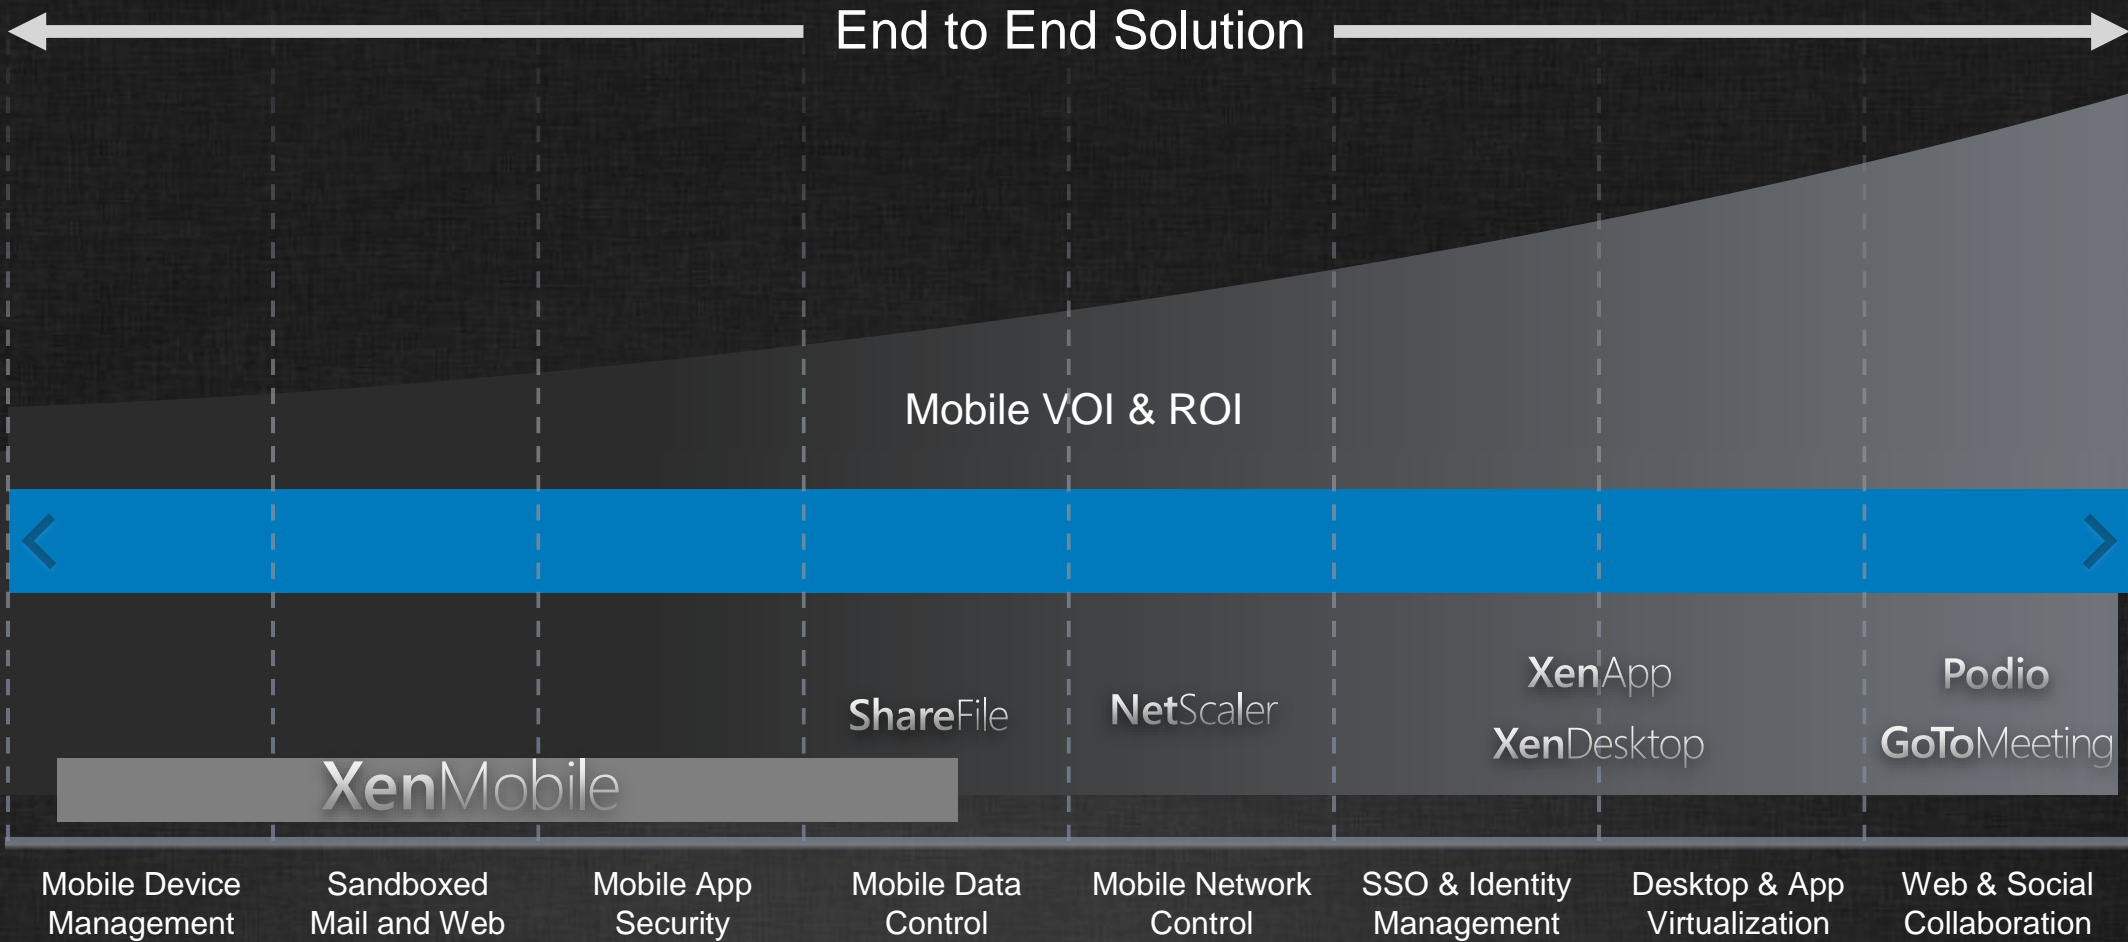 End to End Solution
Mobile VOI & ROI
XenApp
Podio
ShareFile
NetScaler
XenDesktop
GoToMeeting
XenMobile
Mobile Device
Management
Sandboxed
Mail and Web
Mobile App
Security
Mobile Data
Control
Mobile Network
Control
SSO & Identity
Management
Desktop & App
Virtualization
Web & Social
Collaboration